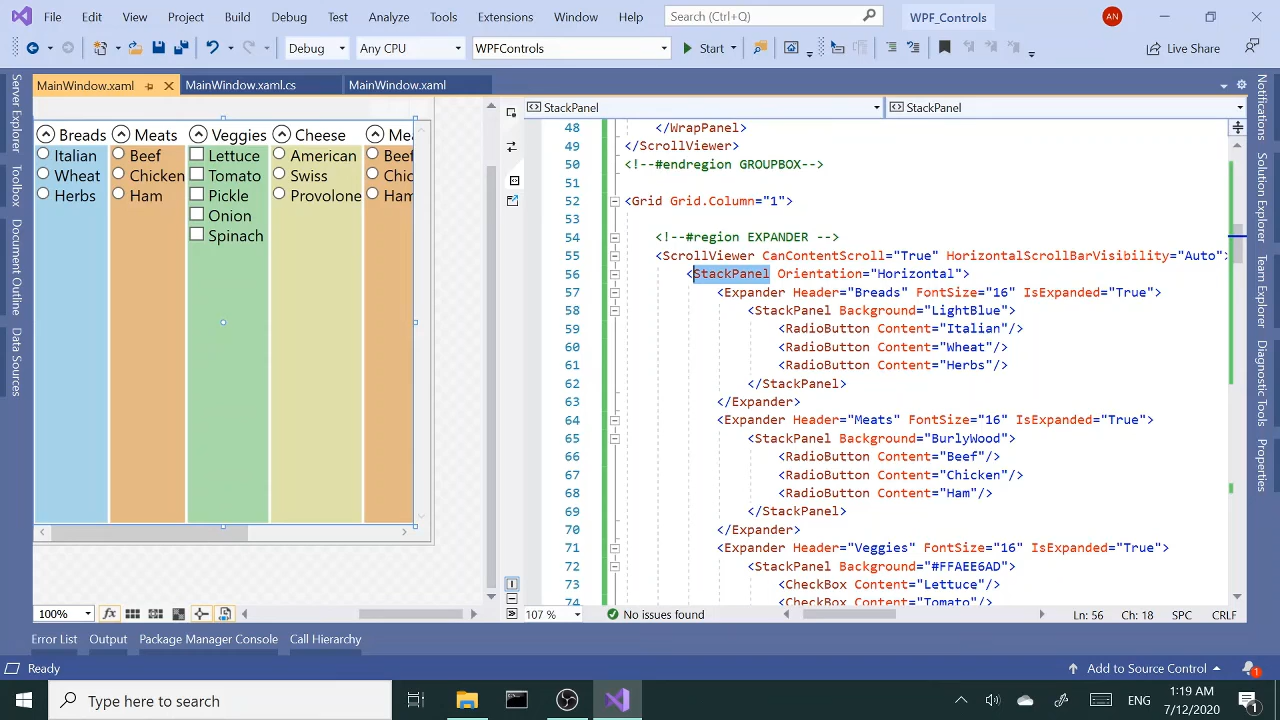 File Edit View Project Build Debug XAML Test Analyze Tools Extensions Window Help Search (Ctrl+Q) WPF_Controls AN
Debug Any CPU WPFControls Start Live Share
MainWindow.xaml MainWindow.xaml.cs MainWindow.xaml
StackPanel StackPanel
Server Explorer
Toolbox
Document Outline
Data Sources
Breads Meats Veggies Cheese Mea
Italian Beef Lettuce American Beef
Wheat Chicken Tomato Swiss Chic
Herbs Ham Pickle Provolone Ham
Onion
Spinach
48 </WrapPanel>
49 </ScrollViewer>
50 <!--#endregion GROUPBOX-->
51
52 <Grid Grid.Column="1">
53
54 <!--#region EXPANDER -->
55 <ScrollViewer CanContentScroll="True" HorizontalScrollBarVisibility="Auto">
56 <StackPanel Orientation="Horizontal">
57 <Expander Header="Breads" FontSize="16" IsExpanded="True">
58 <StackPanel Background="LightBlue">
59 <RadioButton Content="Italian"/>
60 <RadioButton Content="Wheat"/>
61 <RadioButton Content="Herbs"/>
62 </StackPanel>
63 </Expander>
64 <Expander Header="Meats" FontSize="16" IsExpanded="True">
65 <StackPanel Background="BurlyWood">
66 <RadioButton Content="Beef"/>
67 <RadioButton Content="Chicken"/>
68 <RadioButton Content="Ham"/>
69 </StackPanel>
70 </Expander>
71 <Expander Header="Veggies" FontSize="16" IsExpanded="True">
72 <StackPanel Background="#FFAEE6AD">
73 <CheckBox Content="Lettuce"/>
74 <CheckBox Content="Tomato"/>
Notifications
Solution Explorer
Team Explorer
Diagnostic Tools
Properties
100% fx 107 % No issues found Ln: 56 Ch: 18 SPC CRLF
Error List Output Package Manager Console Call Hierarchy
Ready Add to Source Control 1
Type here to search ENG 7:19 AM
7/12/2020 1